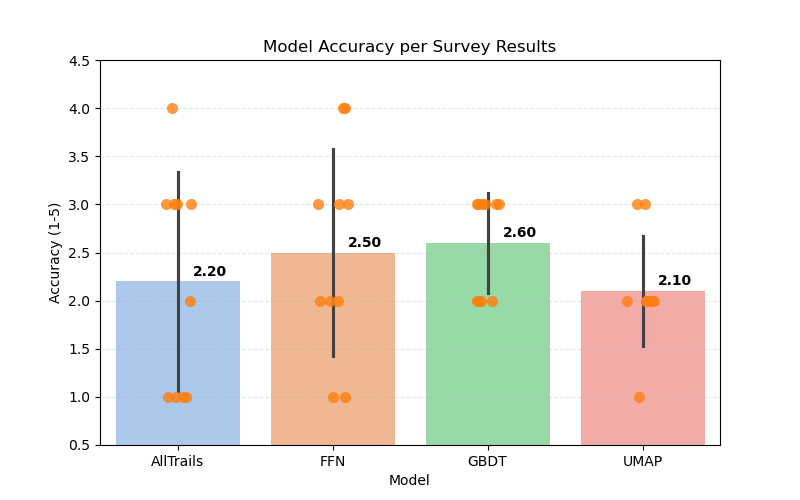 Model Accuracy per Survey Results
4.5
4.0
3.5
3.0
2.5
2.0
1.5
1.0
0.5
Accuracy (1-5)
2.20
2.50
2.60
2.10
AllTrails
FFN
GBDT
UMAP
Model